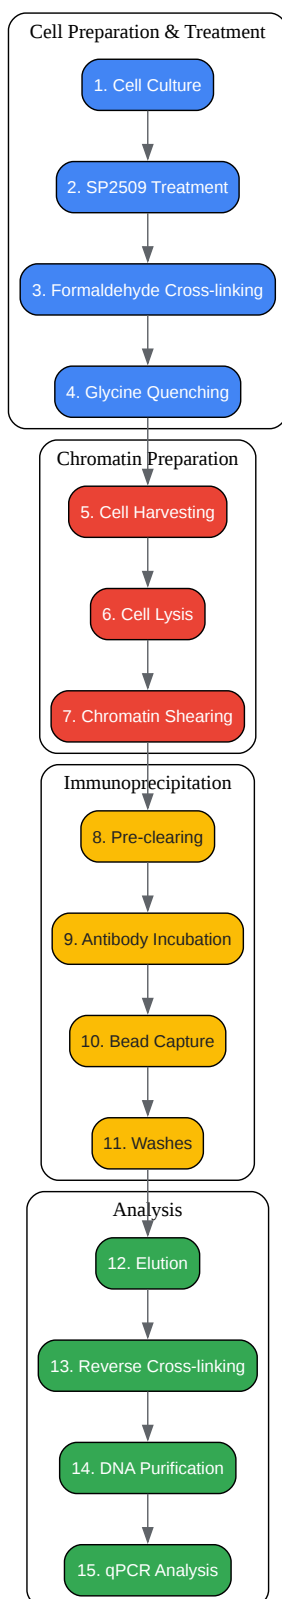 Cell Preparation & Treatment
1. Cell Culture
2. SP2509 Treatment
3. Formaldehyde Cross-linking
4. Glycine Quenching
Chromatin Preparation
5. Cell Harvesting
6. Cell Lysis
7. Chromatin Shearing
Immunoprecipitation
8. Pre-clearing
9. Antibody Incubation
10. Bead Capture
11. Washes
Analysis
12. Elution
13. Reverse Cross-linking
14. DNA Purification
15. qPCR Analysis